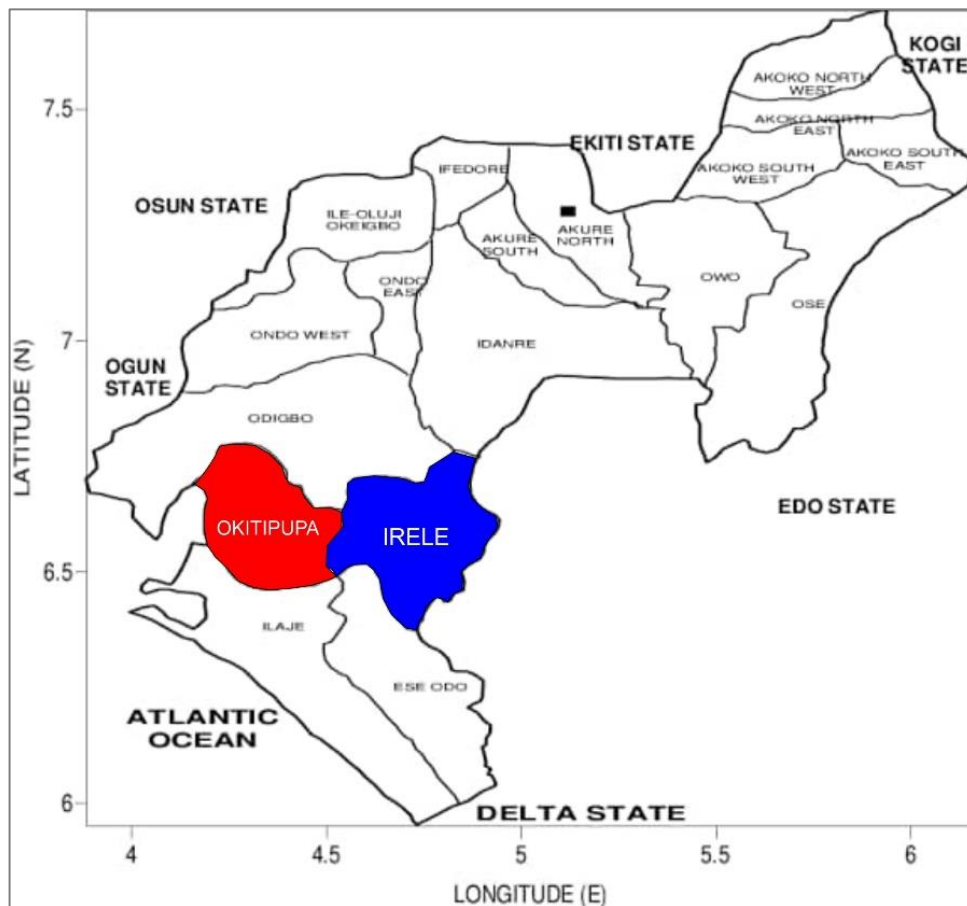 KOGI
STATE
AKOKO NORTH
WEST
7.5
AKOKO NORTH
EAST
EKITI STATE
AKOKO SOUTH
EAST
IFEDORE
AKOKO SOUTH
WEST
OSUN STATE
ILE-OLUJI
OKEIGBO
AKURE
NORTH
AKURE
SOUTH
OWO
ONDO
EAST
OSE
ONDO WEST
7
IDANRE
OGUN
STATE
LATITUDE (N)
ODIGBO
OKITIPUPA
IRELE
EDO STATE
6.5
ILAJE
ESE ODO
ATLANTIC
OCEAN
6
DELTA STATE
4
4.5
5
5.5
6
LONGITUDE (E)